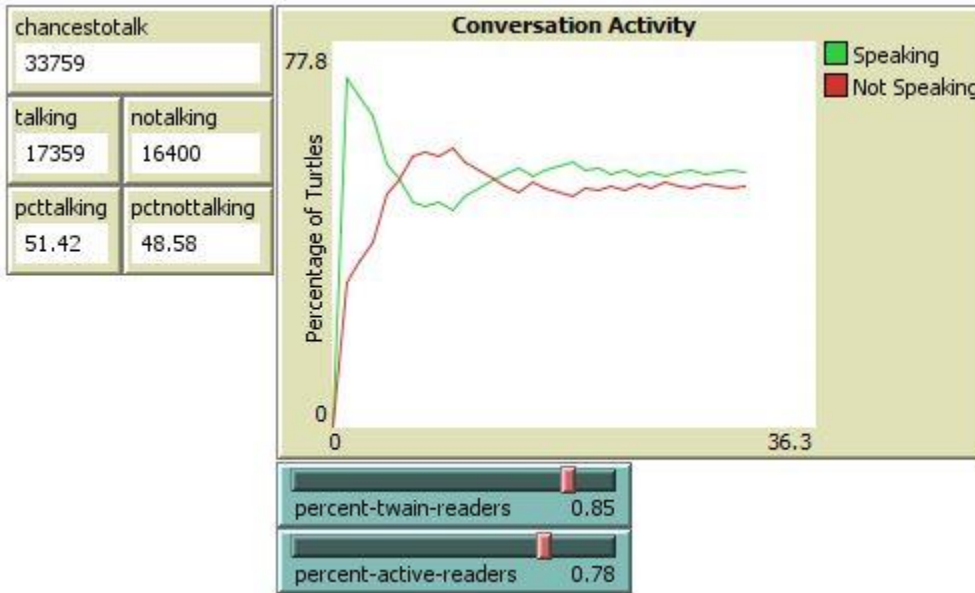 chancestotalk
33759
talking
notalking
17359
16400
pcttalking
pctnottalking
51.42
48.58
Conversation Activity
77.8
Percentage of Turtles
0
0
36.3
Speaking
Not Speaking
percent-twain-readers 0.85
percent-active-readers 0.78